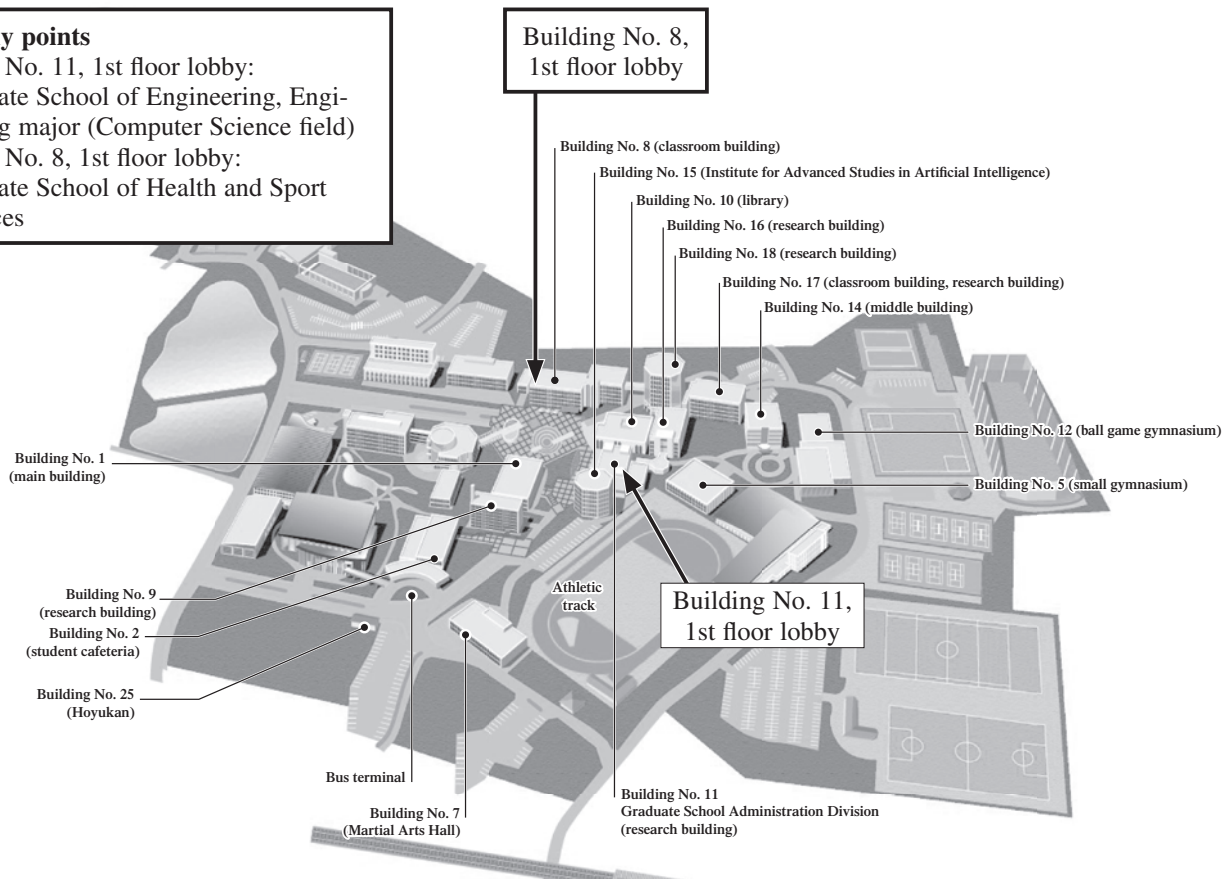 y points
No. 11, 1st floor lobby:
ate School of Engineering, Engi-
g major (Computer Science field)
No. 8, 1st floor lobby:
ate School of Health and Sport
ces
Building No. 8,
1st floor lobby
Building No. 8 (classroom building)
Building No. 15 (Institute for Advanced Studies in Artificial Intelligence)
Building No. 10 (library)
Building No. 16 (research building)
Building No. 18 (research building)
Building No. 17 (classroom building, research building)
Building No. 14 (middle building)
Building No. 12 (ball game gymnasium)
Building No. 5 (small gymnasium)
Building No. 1
(main building)
Building No. 9
(research building)
Building No. 2
(student cafeteria)
Building No. 25
(Hoyukan)
Athletic
track
Building No. 11,
1st floor lobby
Bus terminal
Building No. 7
(Martial Arts Hall)
Building No. 11
Graduate School Administration Division
(research building)